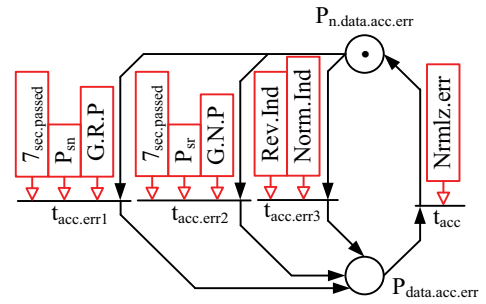 P_n.data.acc.err
7_sec.passed
P_sn
G.R.P
7_sec.passed
P_sr
G.N.P
Rev.Ind
Norm.Ind
Nrmlz.err
t_acc.err1
t_acc.err2
t_acc.err3
t_acc
P_data.acc.err